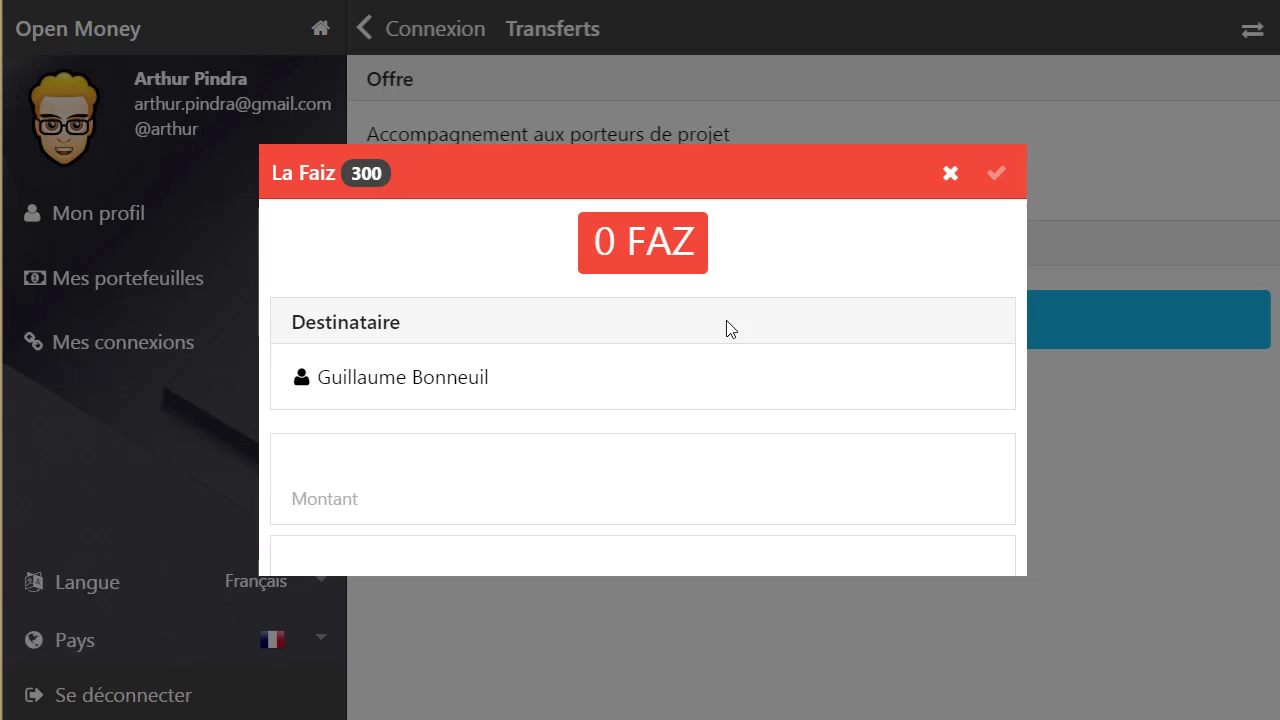 Open Money
Connexion Transferts
Arthur Pindra
arthur.pindra@gmail.com
@arthur
Mon profil
Mes portefeuilles
Mes connexions
Langue Français
Pays
Se déconnecter
Offre
Accompagnement aux porteurs de projet
La Faiz 300
0 FAZ
Destinataire
Guillaume Bonneuil
Montant